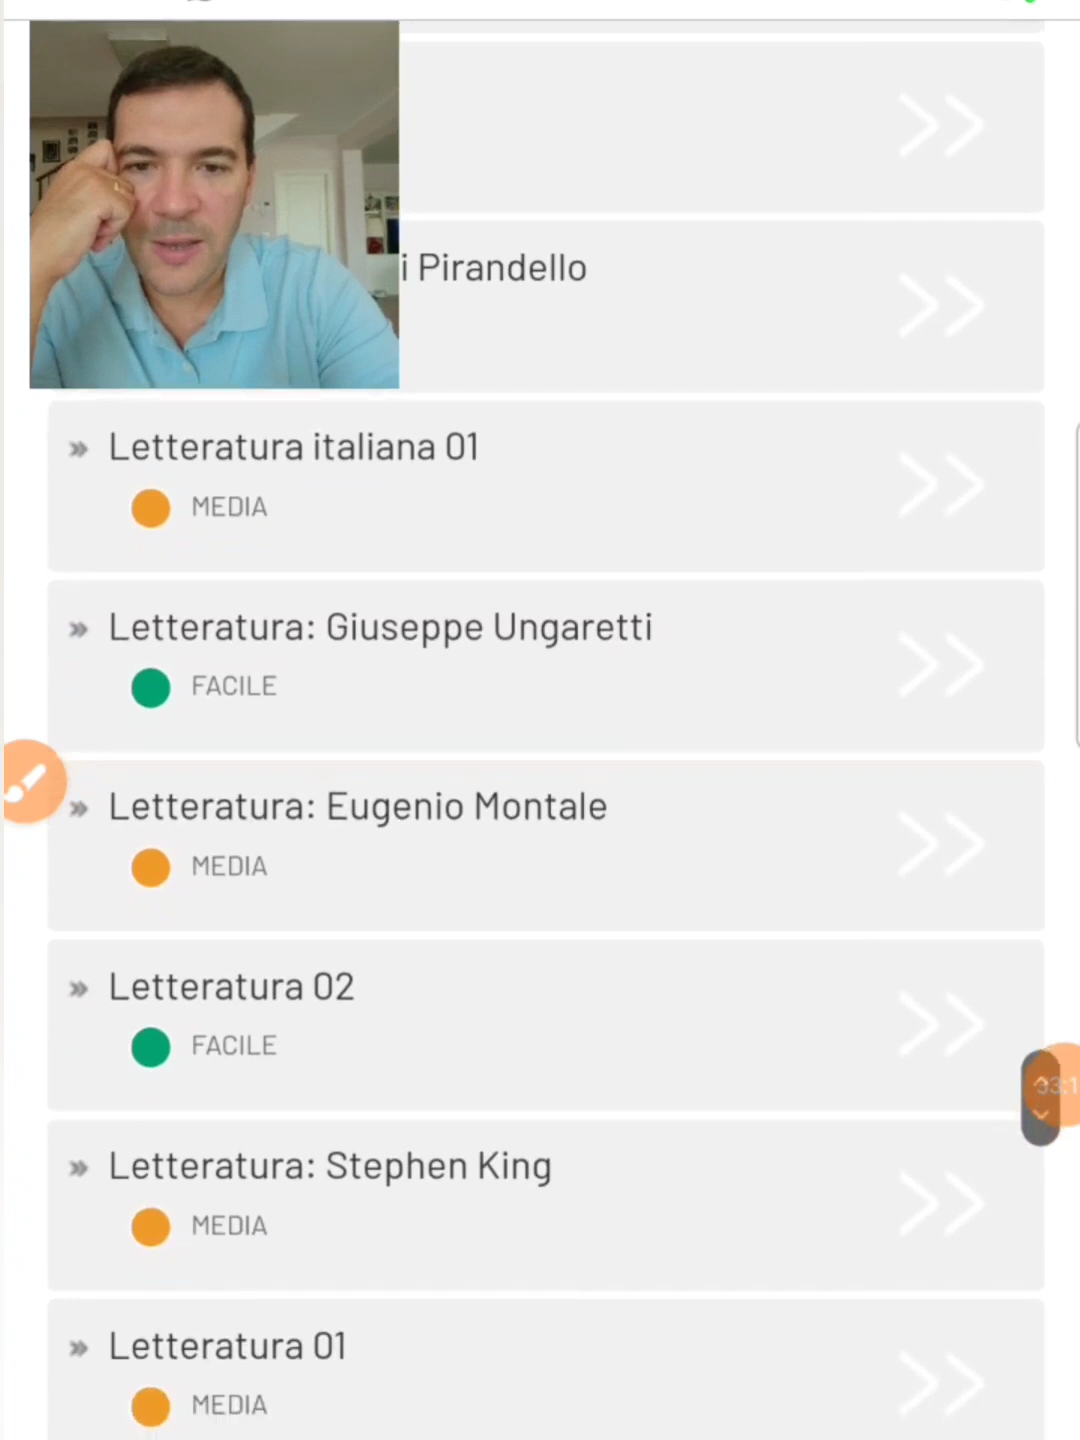 i Pirandello
Letteratura italiana 01
MEDIA
Letteratura: Giuseppe Ungaretti
FACILE
Letteratura: Eugenio Montale
MEDIA
Letteratura 02
FACILE
Letteratura: Stephen King
MEDIA
Letteratura 01
MEDIA